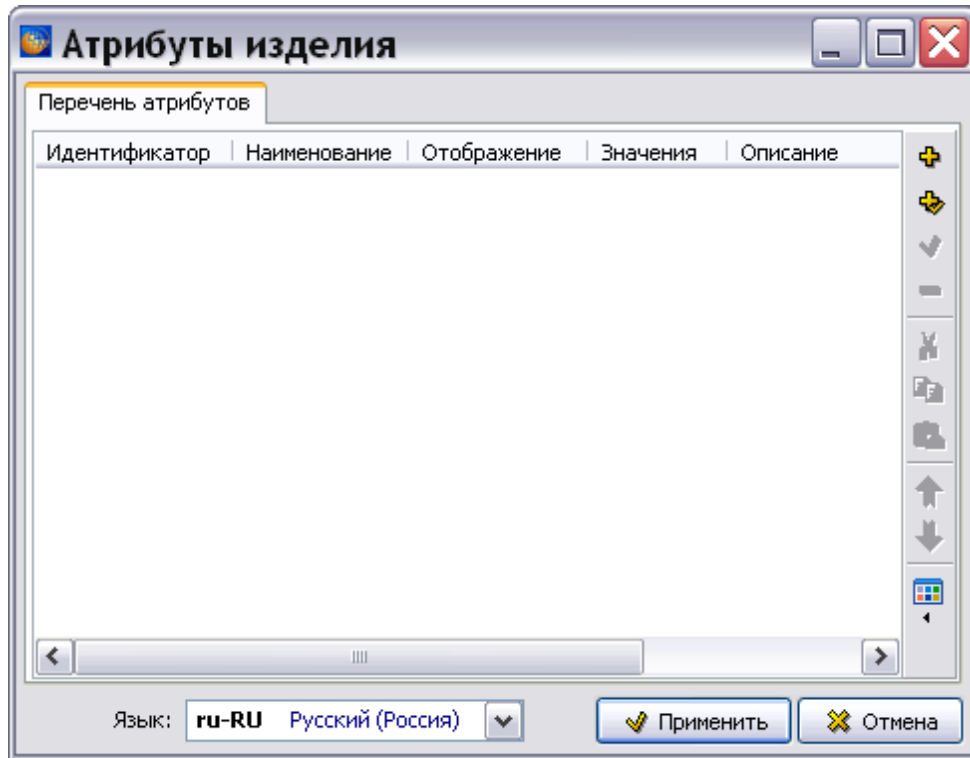 Атрибуты изделия
Перечень атрибутов
Идентификатор Наименование Отображение Значения Описание
Язык: ru-RU Русский (Россия) Применить Отмена